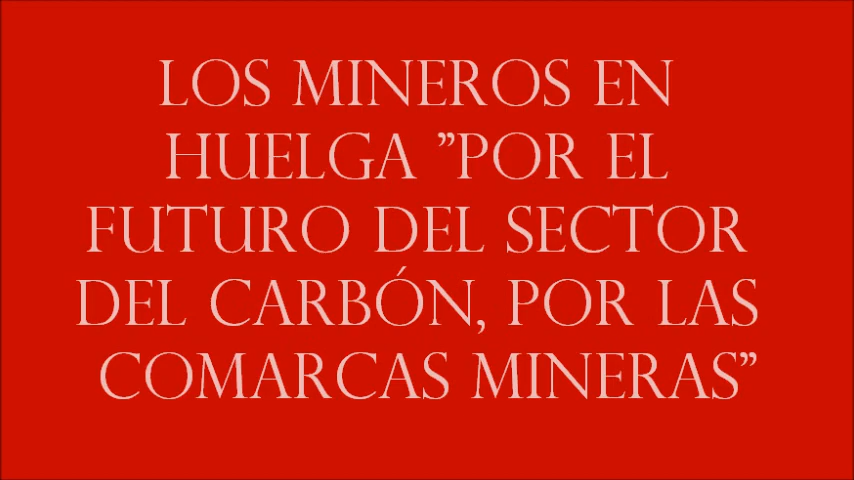 LOS MINEROS EN
HUELGA ”POR EL
FUTURO DEL SECTOR
DEL CARBÓN, POR LAS
COMARCAS MINERAS”